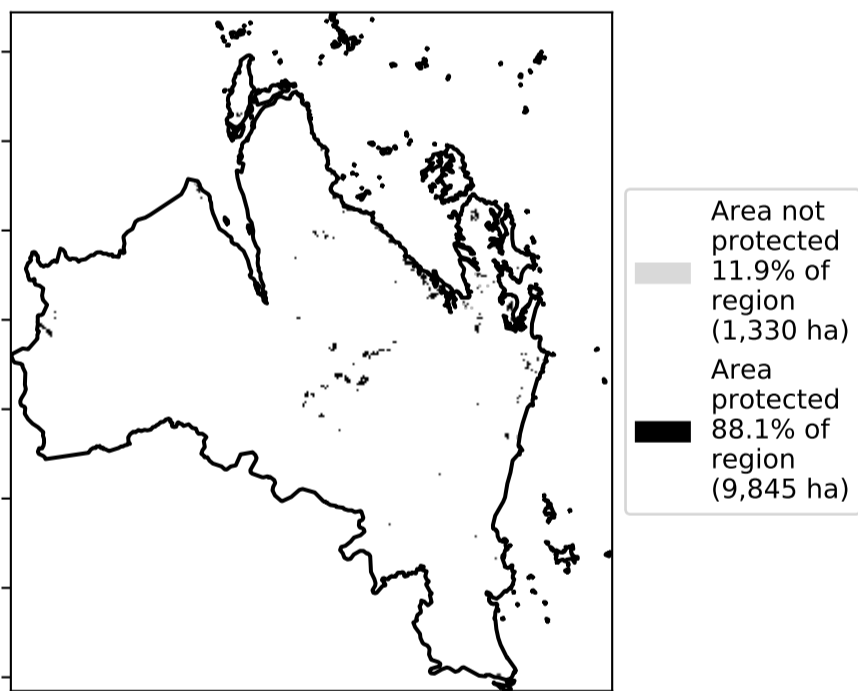 Area not
protected
11.9% of
region
(1,330 ha)
Area
protected
88.1% of
region
(9,845 ha)